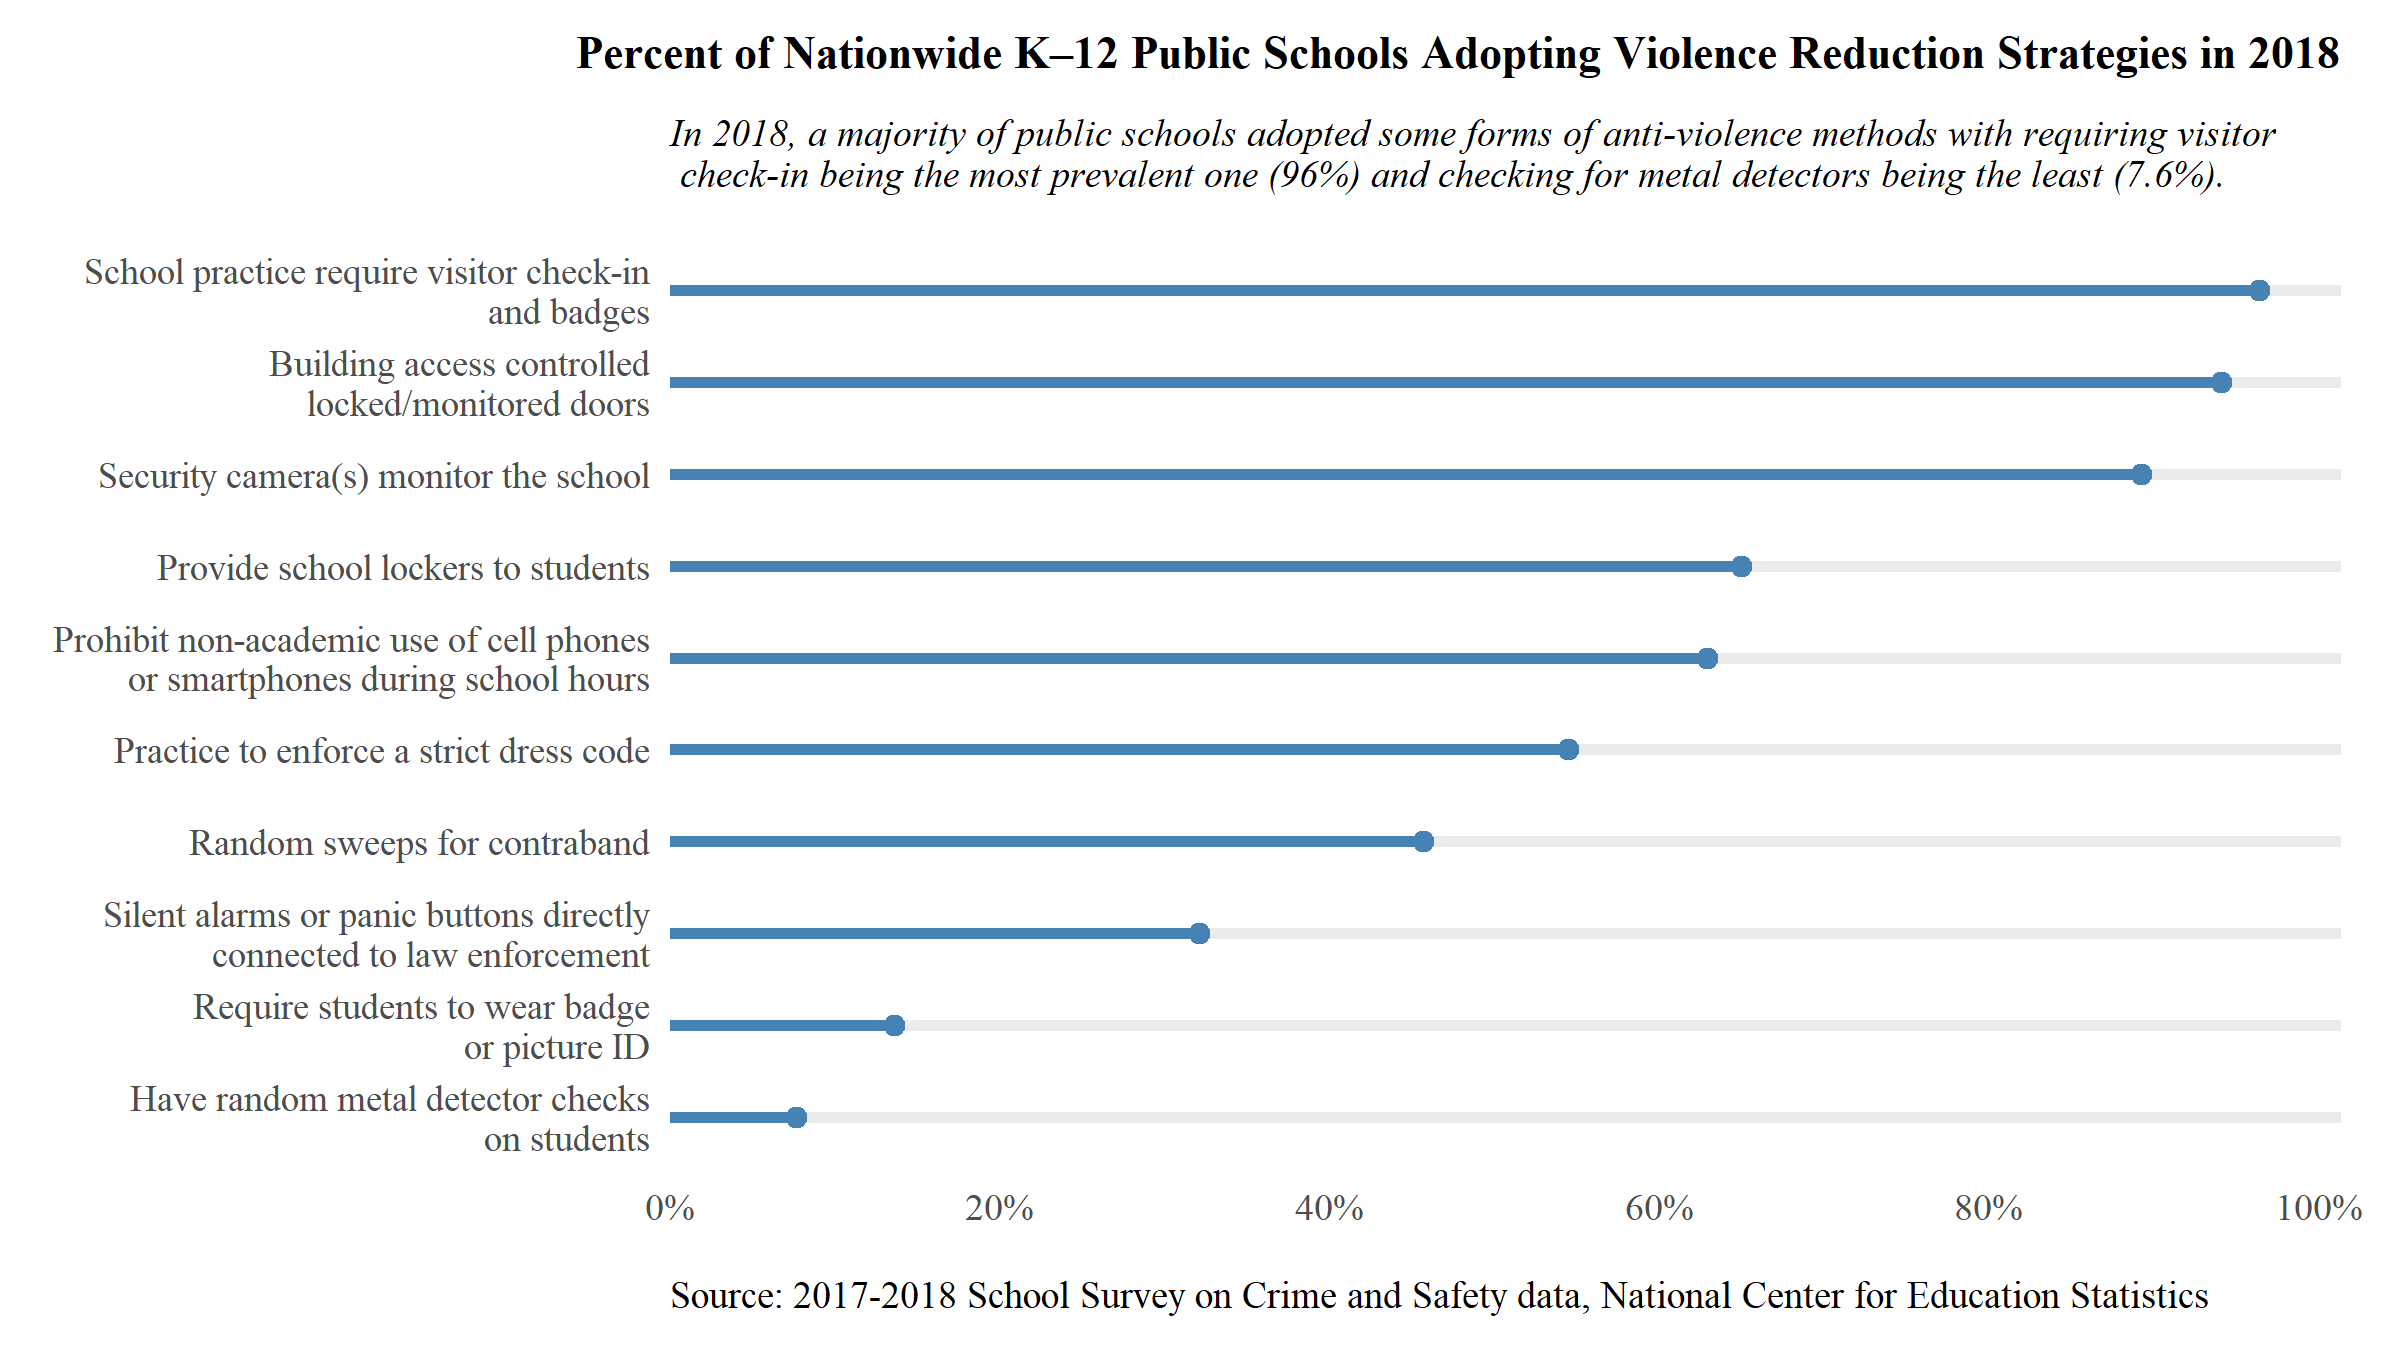 Percent of Nationwide K–12 Public Schools Adopting Violence Reduction Strategies in 2018
In 2018, a majority of public schools adopted some forms of anti-violence methods with requiring visitor
check-in being the most prevalent one (96%) and checking for metal detectors being the least (7.6%).
School practice require visitor check-in
and badges
Building access controlled
locked/monitored doors
Security camera(s) monitor the school
Provide school lockers to students
Prohibit non-academic use of cell phones
or smartphones during school hours
Practice to enforce a strict dress code
Random sweeps for contraband
Silent alarms or panic buttons directly
connected to law enforcement
Require students to wear badge
or picture ID
Have random metal detector checks
on students
0% 20% 40% 60% 80% 100%
Source: 2017-2018 School Survey on Crime and Safety data, National Center for Education Statistics